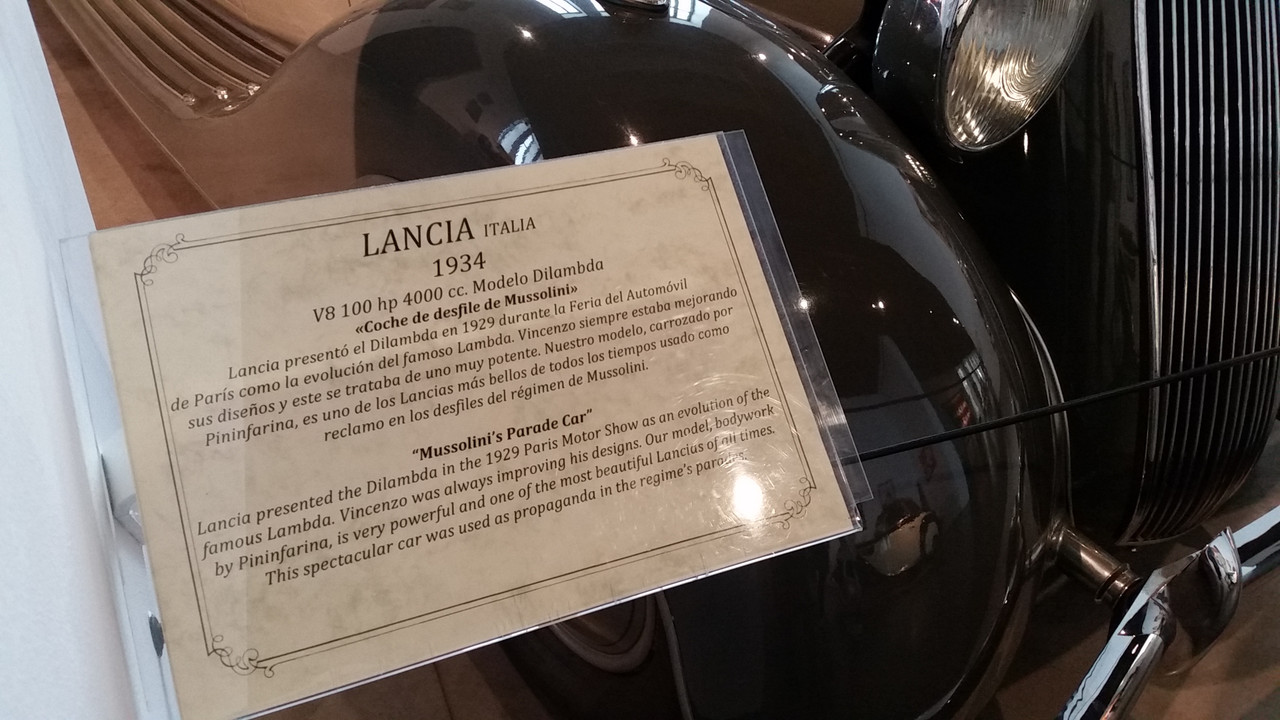 LANCIA ITALIA
1934
V8 100 hp 4000 cc. Modelo Dilambda
«Coche de desfile de Mussolini»
Lancia presentó el Dilambda en 1929 durante la Feria del Automóvil
de París como la evolución del famoso Lambda. Vincenzo siempre estaba mejorando
sus diseños y este se trataba de uno muy potente. Nuestro modelo, carrozado por
Pininfarina, es uno de los Lancias más bellos de todos los tiempos usado como
reclamo en los desfiles del régimen de Mussolini.
“Mussolini's Parade Car”
Lancia presented the Dilambda in the 1929 Paris Motor Show as an evolution of the
famous Lambda. Vincenzo was always improving his designs. Our model, bodywork
by Pininfarina, is very powerful and one of the most beautiful Lancias of all times.
This spectacular car was used as propaganda in the regime's parades.